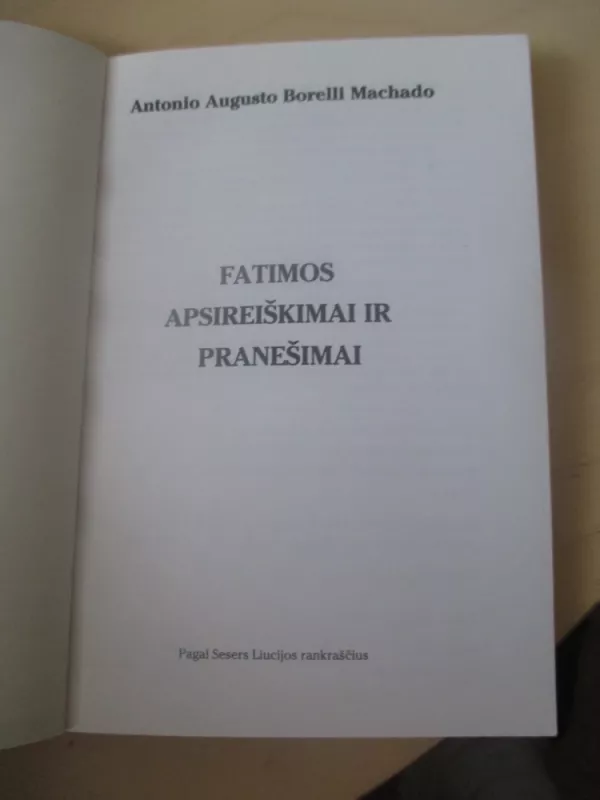 Antonio Augusto Borelli Machado
FATIMOS
APSIREIŠKIMAI IR
PRANEŠIMAI
Pagal Sesers Liucijos rankraščius